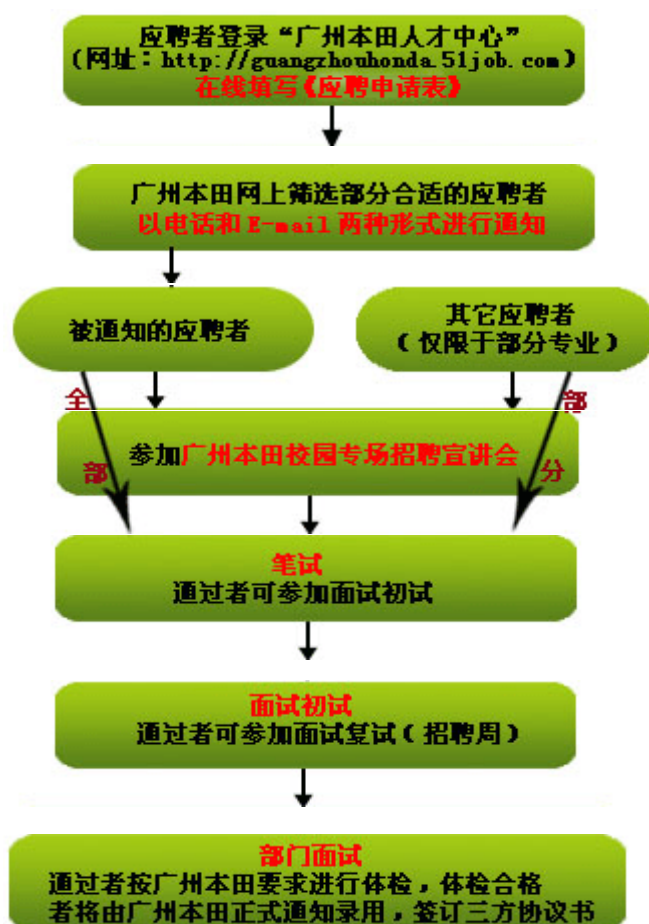 应聘者登录“广州本田人才中心”
（网址：http://guangzhouhonda.51job.com）
在线填写《应聘申请表》
广州本田网上筛选部分合适的应聘者
以电话和 E-mail 两种形式进行通知
被通知的应聘者
其它应聘者
（仅限于部分专业）
全部
部分
参加广州本田校园专场招聘宣讲会
笔试
通过者可参加面试初试
面试初试
通过者可参加面试复试（招聘周）
部门面试
通过者按广州本田要求进行体检，体检合格
者将由广州本田正式通知录用，签订三方协议书